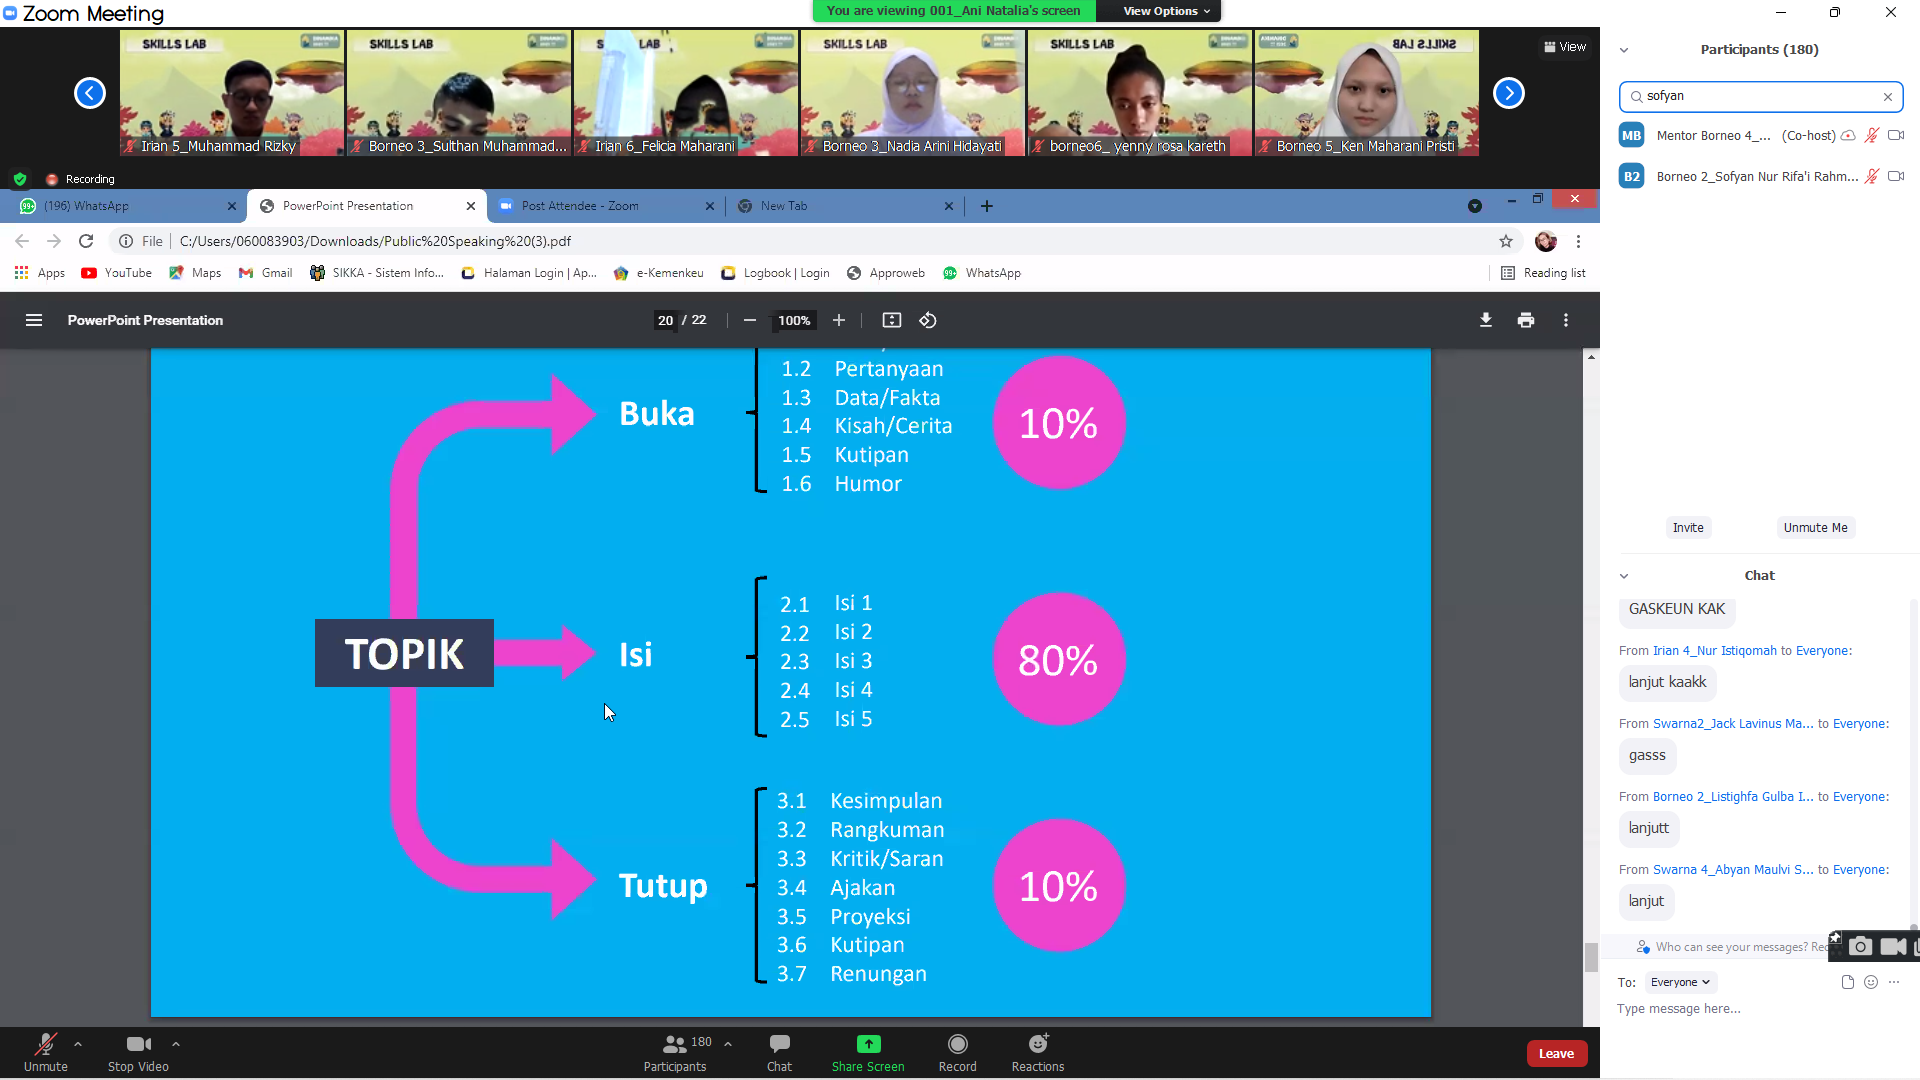 Zoom Meeting
You are viewing 001_Ani Natalia's screen
View Options
SKILLS LAB
SKILLS LAB
LAB
SKILLS LAB
SKILLS LAB
SKILLS LAB
Irian 5_Muhammad Rizky
Borneo 3_Sulthan Muhammad...
Irian 6_Felicia Maharani
Borneo 3_Nadia Arini Hidayati
borneo6_ yenny rosa kareth
Borneo 5_Ken Maharani Pristi
View
Recording
(196) WhatsApp
PowerPoint Presentation
Post Attendee - Zoom
New Tab
File
C:/Users/060083903/Downloads/Public%20Speaking%20(3).pdf
Apps
YouTube
Maps
Gmail
SIKKA - Sistem Info...
Halaman Login | Ap...
e-Kemenkeu
Logbook | Login
Approweb
WhatsApp
Reading list
PowerPoint Presentation
20 / 22
100%
TOPIK
Buka
1.2 Pertanyaan
1.3 Data/Fakta
1.4 Kisah/Cerita
1.5 Kutipan
1.6 Humor
10%
Isi
2.1 Isi 1
2.2 Isi 2
2.3 Isi 3
2.4 Isi 4
2.5 Isi 5
80%
Tutup
3.1 Kesimpulan
3.2 Rangkuman
3.3 Kritik/Saran
3.4 Ajakan
3.5 Proyeksi
3.6 Kutipan
3.7 Renungan
10%
Unmute
Stop Video
180
Participants
Chat
Share Screen
Record
Reactions
Leave
Participants (180)
sofyan
MB Mentor Borneo 4_... (Co-host)
B2 Borneo 2_Sofyan Nur Rifa'i Rahm...
Invite
Unmute Me
Chat
GASKEUN KAK
From Irian 4_Nur Istiqomah to Everyone:
lanjut kaakk
From Swarna2_Jack Lavinus Ma... to Everyone:
gasss
From Borneo 2_Listighfa Gulba I... to Everyone:
lanjutt
From Swarna 4_Abyan Maulvi S... to Everyone:
lanjut
Who can see your messages?
To: Everyone
Type message here...